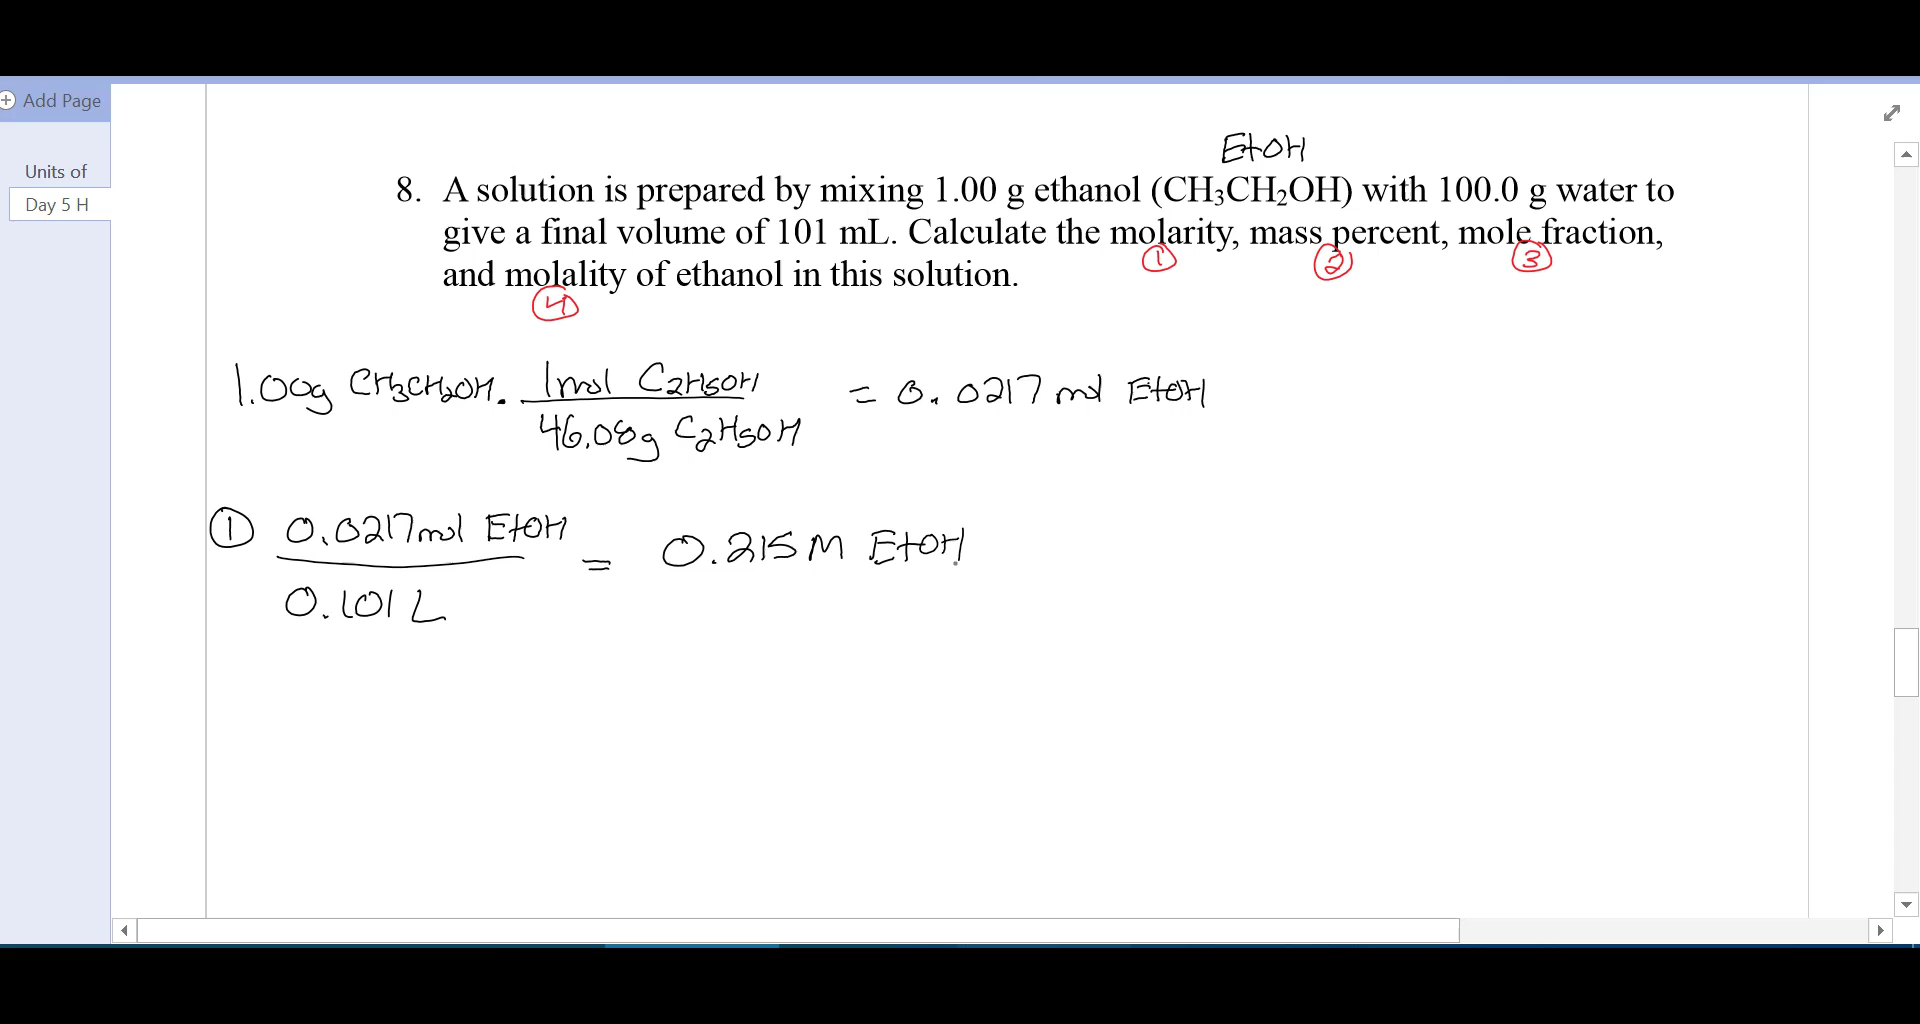 Add Page
Units of
Day 5 H
EtOH
8. A solution is prepared by mixing 1.00 g ethanol (CH₃CH₂OH) with 100.0 g water to
give a final volume of 101 mL. Calculate the molarity, mass percent, mole fraction,
① ② ③
and molality of ethanol in this solution.
④
1.00g CH₃CH₂OH · 1mol C₂H₅OH = 0.0217 mol EtOH
46.08g C₂H₅OH
① 0.0217mol EtOH = 0.215 M EtOH
0.101 L